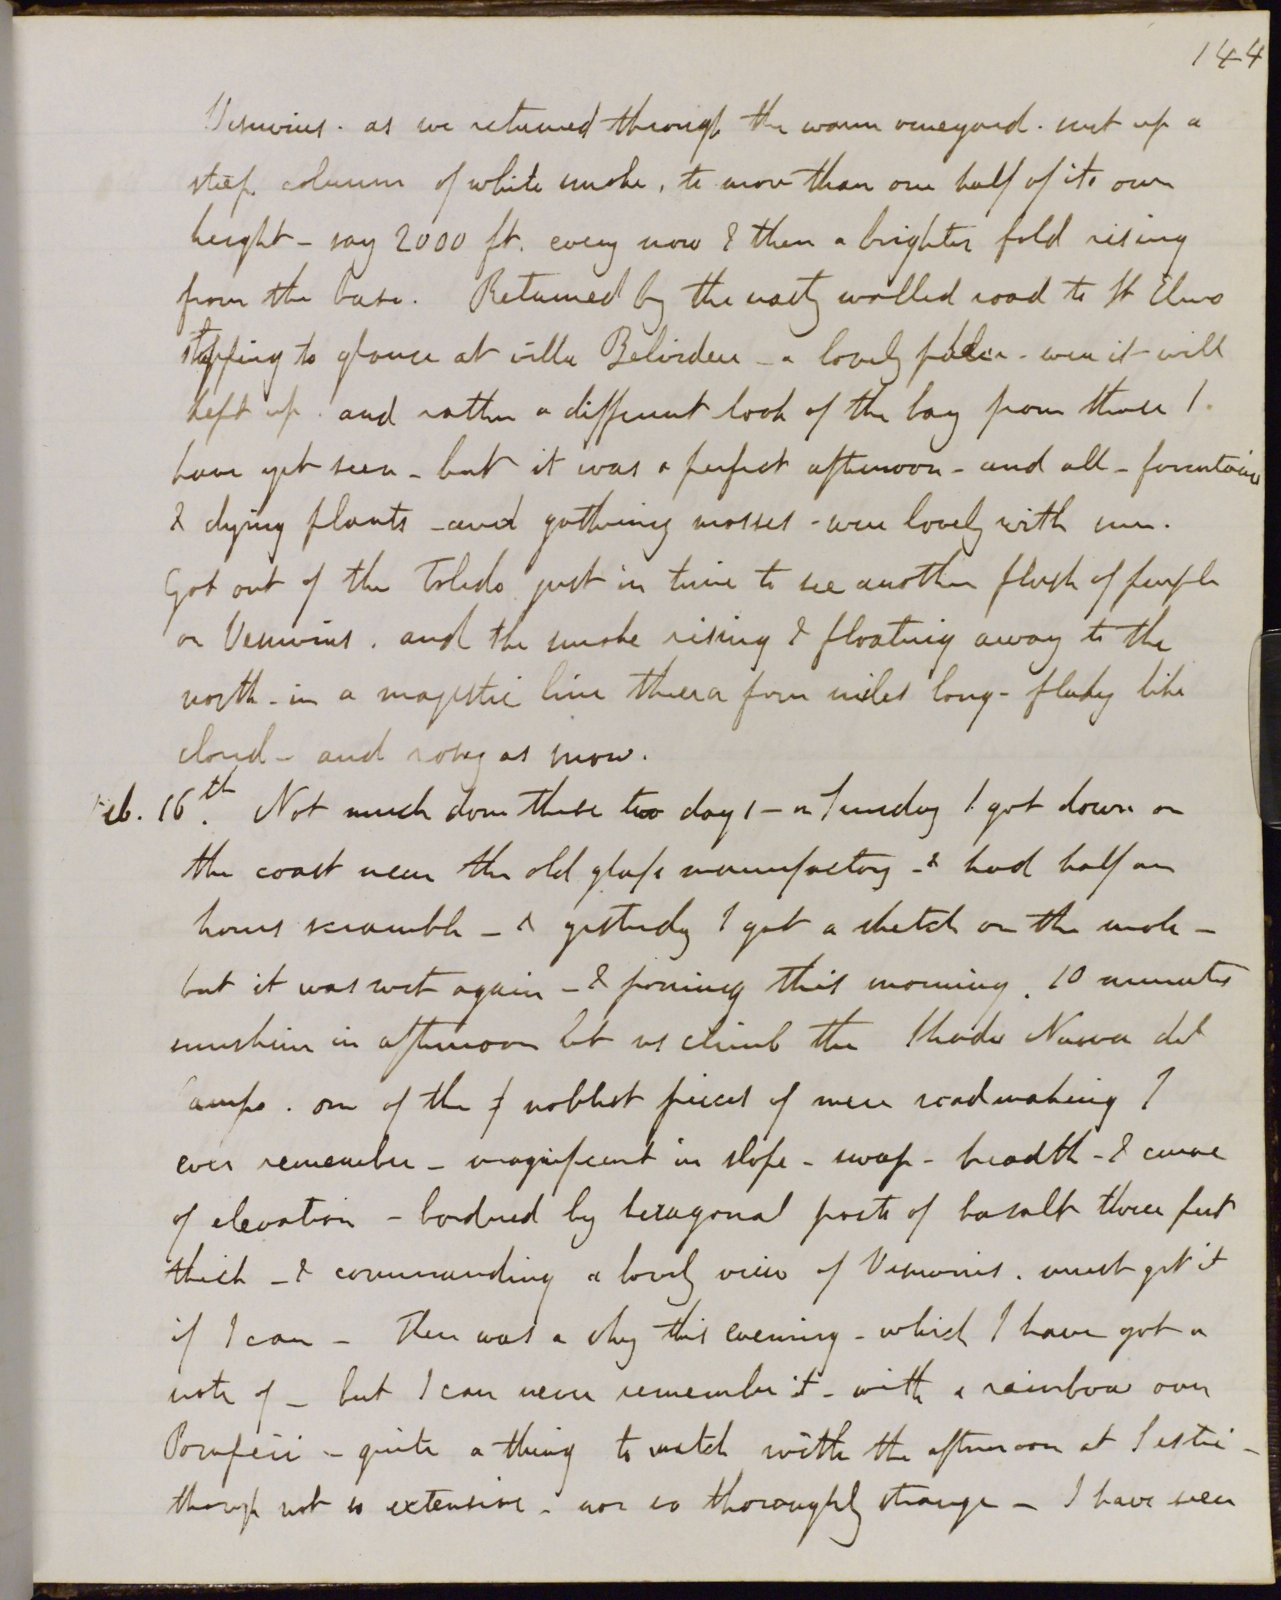 144
Vesuvius. as we returned through the warm vineyard. sent up a
steep column of white smoke, to more than one half of its own
height - say 2000 ft. every now & then a brighter fold rising
from the base. Returned by the nasty walled road to St Elmo
stopping to glance at villa Belvidere - a lovely place - were it well
kept up. and rather a different look of the bay from those I
have yet seen - but it was a perfect afternoon - and all - fountains
& dying plants - and gathering mosses - were lovely with sun.
Got out of the Toledo just in time to see another flush of purple
on Vesuvius. and the smoke rising & floating away to the
north - in a majestic line three or four miles long - flaky like
cloud - and rosy as snow.
Feb. 16th. Not much done these two days - on Sunday I got down on
the coast near the old glass manufactory - & had half an
hours scramble - & yesterday I got a sketch on the mole -
but it was wet again - & pouring this morning. 10 minutes
sunshine in afternoon let us climb the Strada Nuova del
Campo. one of the noblest pieces of mere roadmaking I
ever remember - magnificent in slope - sweep - breadth - & curve
of elevation - bordered by hexagonal posts of basalt three feet
thick - & commanding a lovely view of Vesuvius. must get it
if I can - There was a sky this evening - which I have got a
note of - but I can never remember it - with a rainbow over
Pompeii - quite a thing to match with the afternoon at Sestri -
though not so extensive - nor so thoroughly strange - I have seen